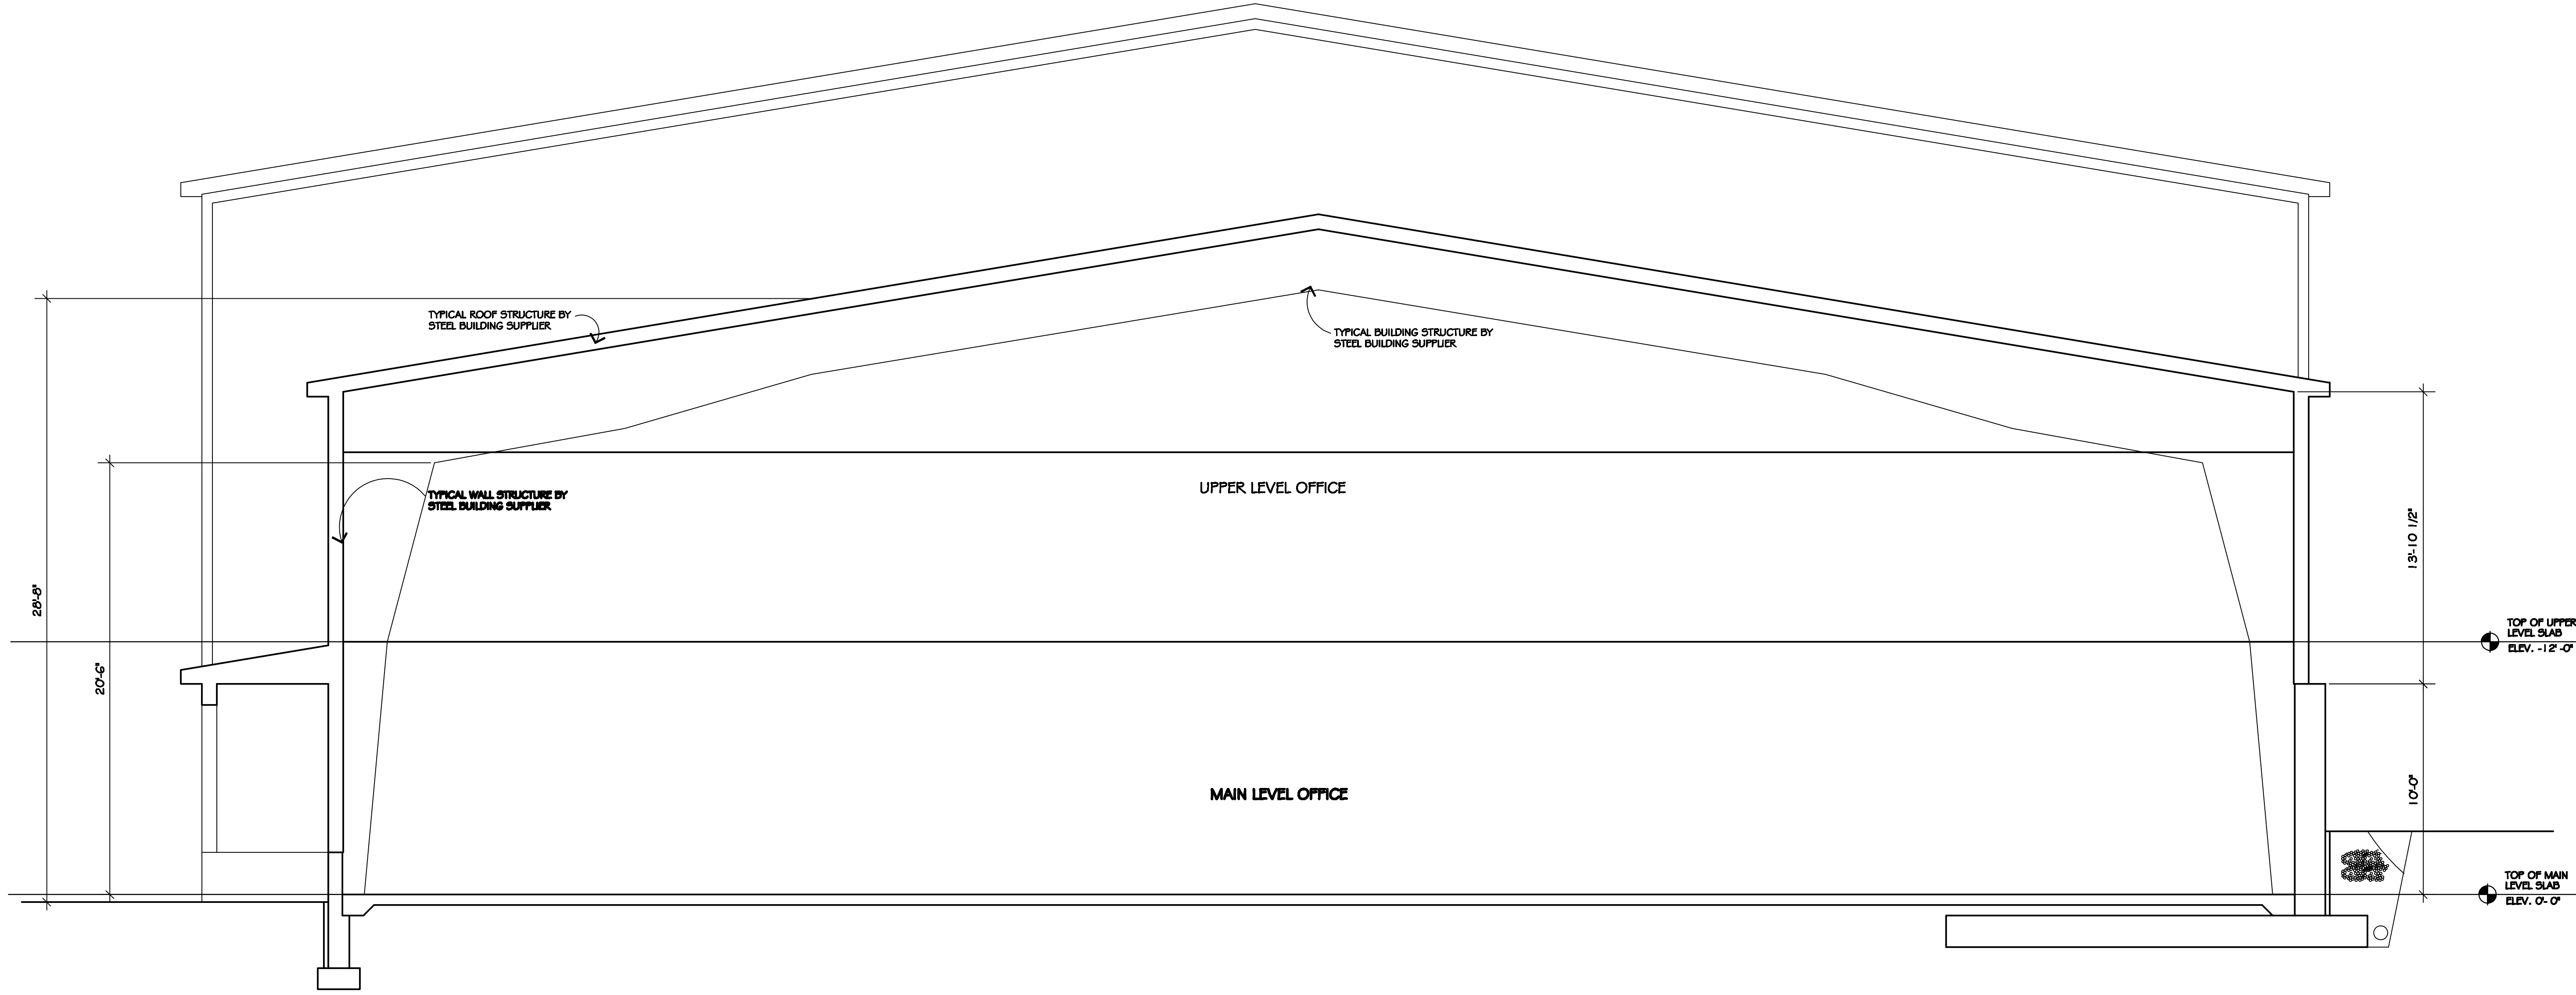 TYPICAL ROOF STRUCTURE BY
STEEL BUILDING SUPPLIER
TYPICAL BUILDING STRUCTURE BY
STEEL BUILDING SUPPLIER
TYPICAL WALL STRUCTURE BY
STEEL BUILDING SUPPLIER
UPPER LEVEL OFFICE
MAIN LEVEL OFFICE
28'-8"
20'-6"
13'-10 1/2"
10'-0"
TOP OF UPPER
LEVEL SLAB
ELEV. -12'-0"
TOP OF MAIN
LEVEL SLAB
ELEV. 0'-0"